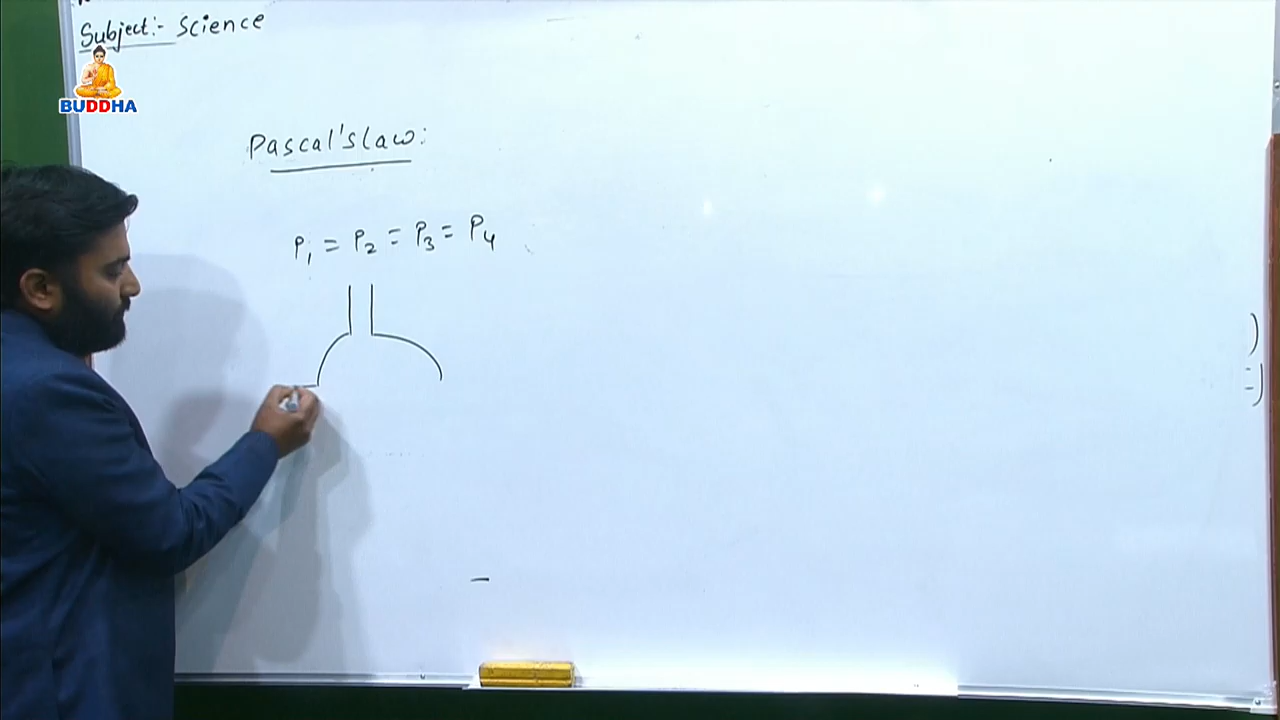 Subject:- Science
BUDDHA
Pascal's law:
P₁ = P₂ = P₃ = P₄